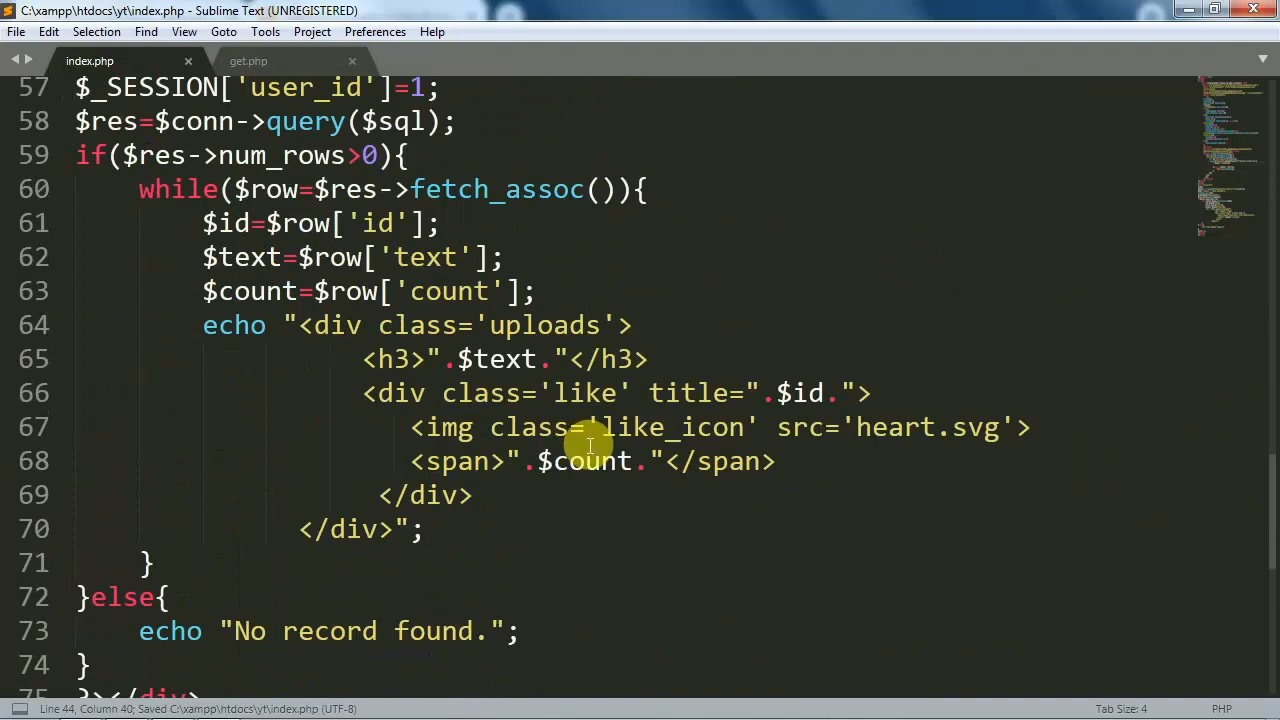 C:\xampp\htdocs\yt\index.php - Sublime Text (UNREGISTERED)
File Edit Selection Find View Goto Tools Project Preferences Help
index.php × get.php ×
57 $_SESSION['user_id']=1;
58 $res=$conn->query($sql);
59 if($res->num_rows>0){
60 while($row=$res->fetch_assoc()){
61 $id=$row['id'];
62 $text=$row['text'];
63 $count=$row['count'];
64 echo "<div class='uploads'>
65 <h3>".$text."</h3>
66 <div class='like' title=".$id.">
67 <img class='like_icon' src='heart.svg'>
68 <span>".$count."</span>
69 </div>
70 </div>";
71 }
72 }else{
73 echo "No record found.";
74 }
75
Line 44, Column 40; Saved C:\xampp\htdocs\yt\index.php (UTF-8) Tab Size: 4 PHP